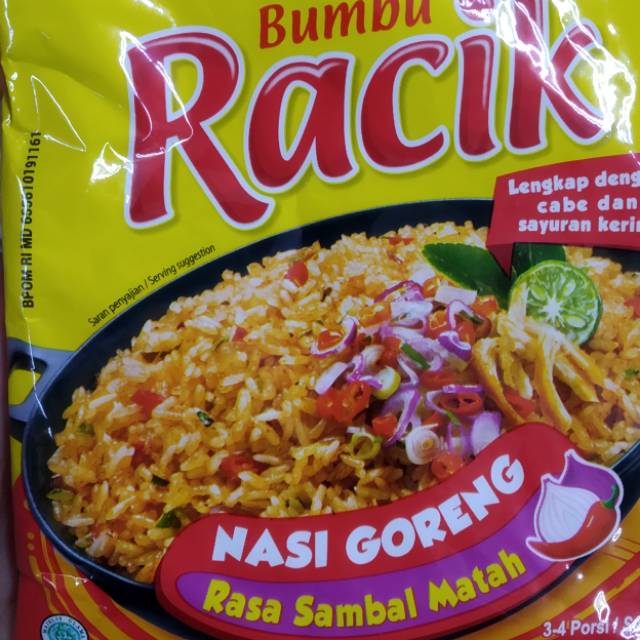 Bumbu
Racik
Lengkap deng
cabe dan
sayuran kerin
BPOM RI MD 655610191161
Saran penyajian / Serving suggestion
NASI GORENG
Rasa Sambal Matah
3-4 Porsi /